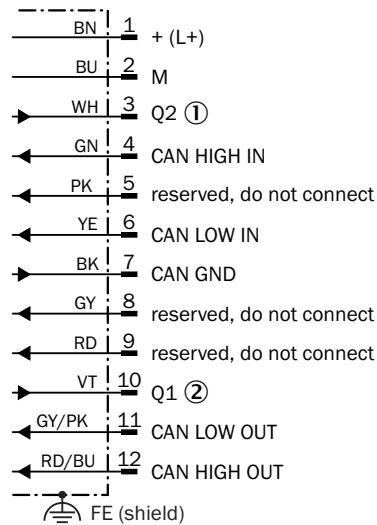 BN 1 + (L+)
BU 2 M
WH 3 Q2 ①
GN 4 CAN HIGH IN
PK 5 reserved, do not connect
YE 6 CAN LOW IN
BK 7 CAN GND
GY 8 reserved, do not connect
RD 9 reserved, do not connect
VT 10 Q1 ②
GY/PK 11 CAN LOW OUT
RD/BU 12 CAN HIGH OUT
FE (shield)